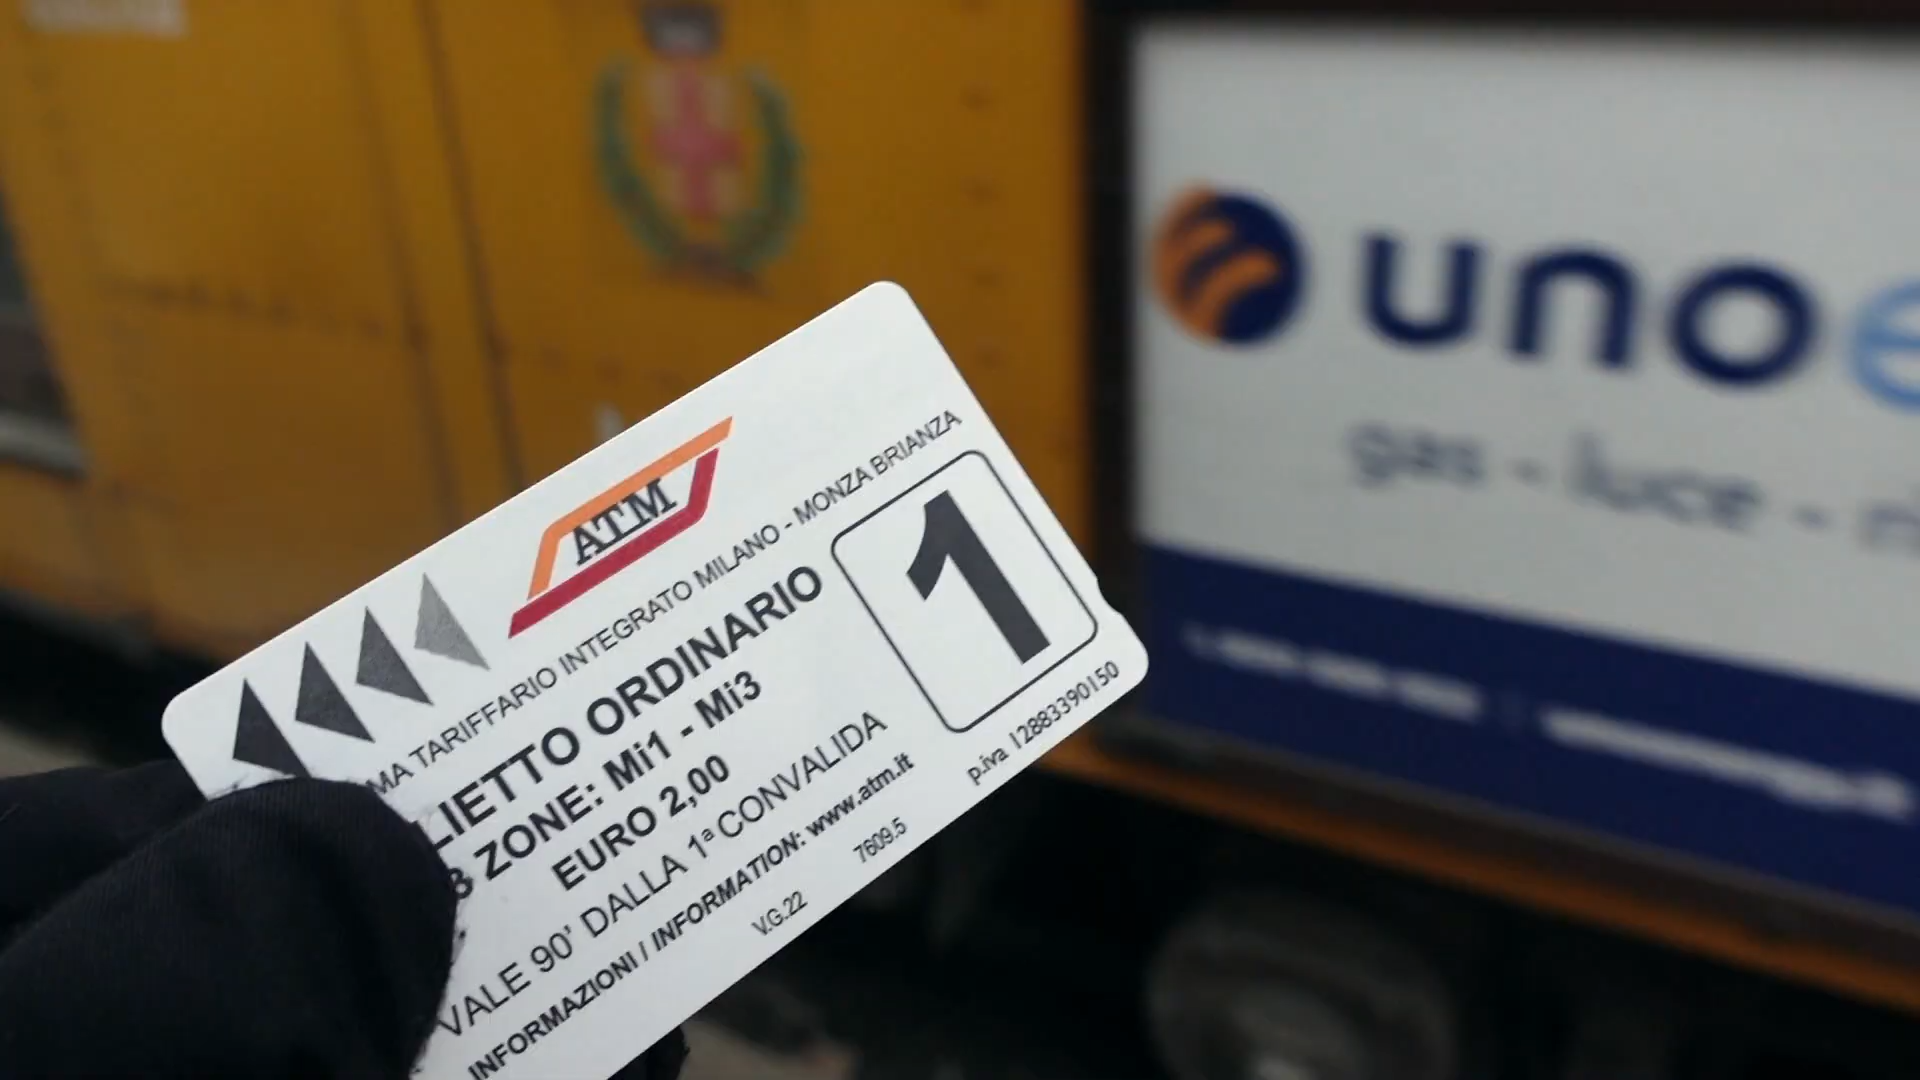 ATM
MA TARIFFARIO INTEGRATO MILANO - MONZA BRIANZA
LIETTO ORDINARIO
3 ZONE: Mi1 - Mi3
EURO 2,00
VALE 90' DALLA 1ª CONVALIDA
INFORMAZIONI / INFORMATION: www.atm.it
V.G.22
7609.5
1
p.iva 12883390150
uno
gas - luce -